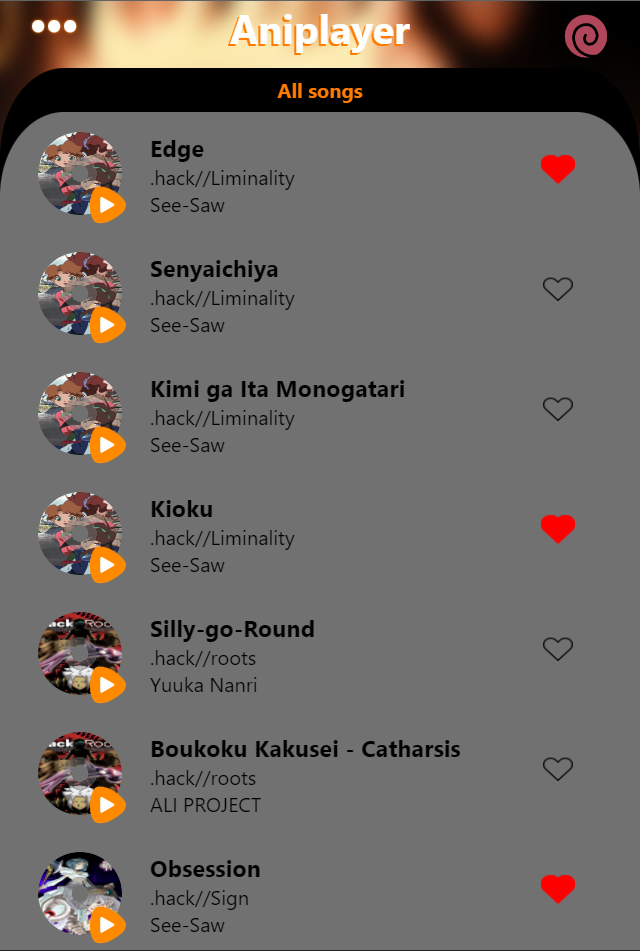 Aniplayer
All songs
Edge
.hack//Liminality
See-Saw
Senyaichiya
.hack//Liminality
See-Saw
Kimi ga Ita Monogatari
.hack//Liminality
See-Saw
Kioku
.hack//Liminality
See-Saw
Silly-go-Round
.hack//roots
Yuuka Nanri
Boukoku Kakusei - Catharsis
.hack//roots
ALI PROJECT
Obsession
.hack//Sign
See-Saw